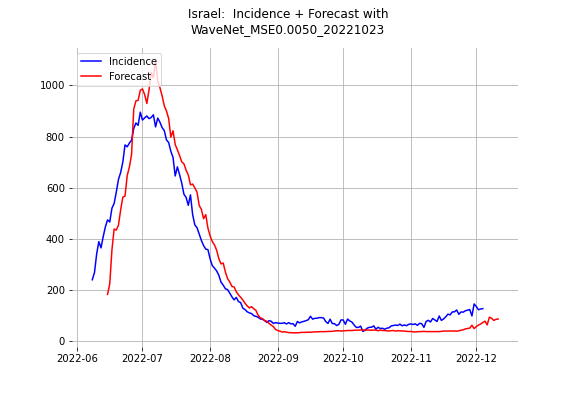 Israel:  Incidence + Forecast with
WaveNet_MSE0.0050_20221023
Incidence
Forecast
1000
800
600
400
200
0
2022-06 2022-07 2022-08 2022-09 2022-10 2022-11 2022-12